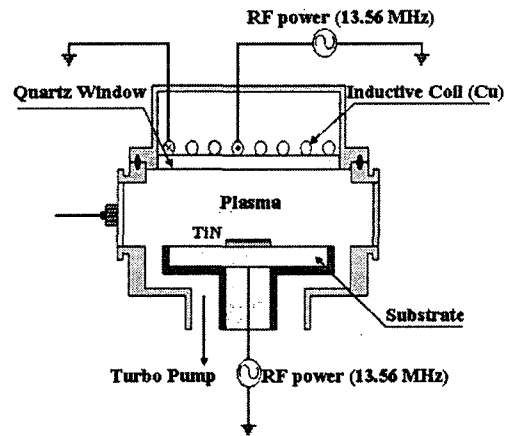 RF power (13.56 MHz)
Quartz Window
Inductive Coil (Cu)
Plasma
TiN
Substrate
Turbo Pump
RF power (13.56 MHz)